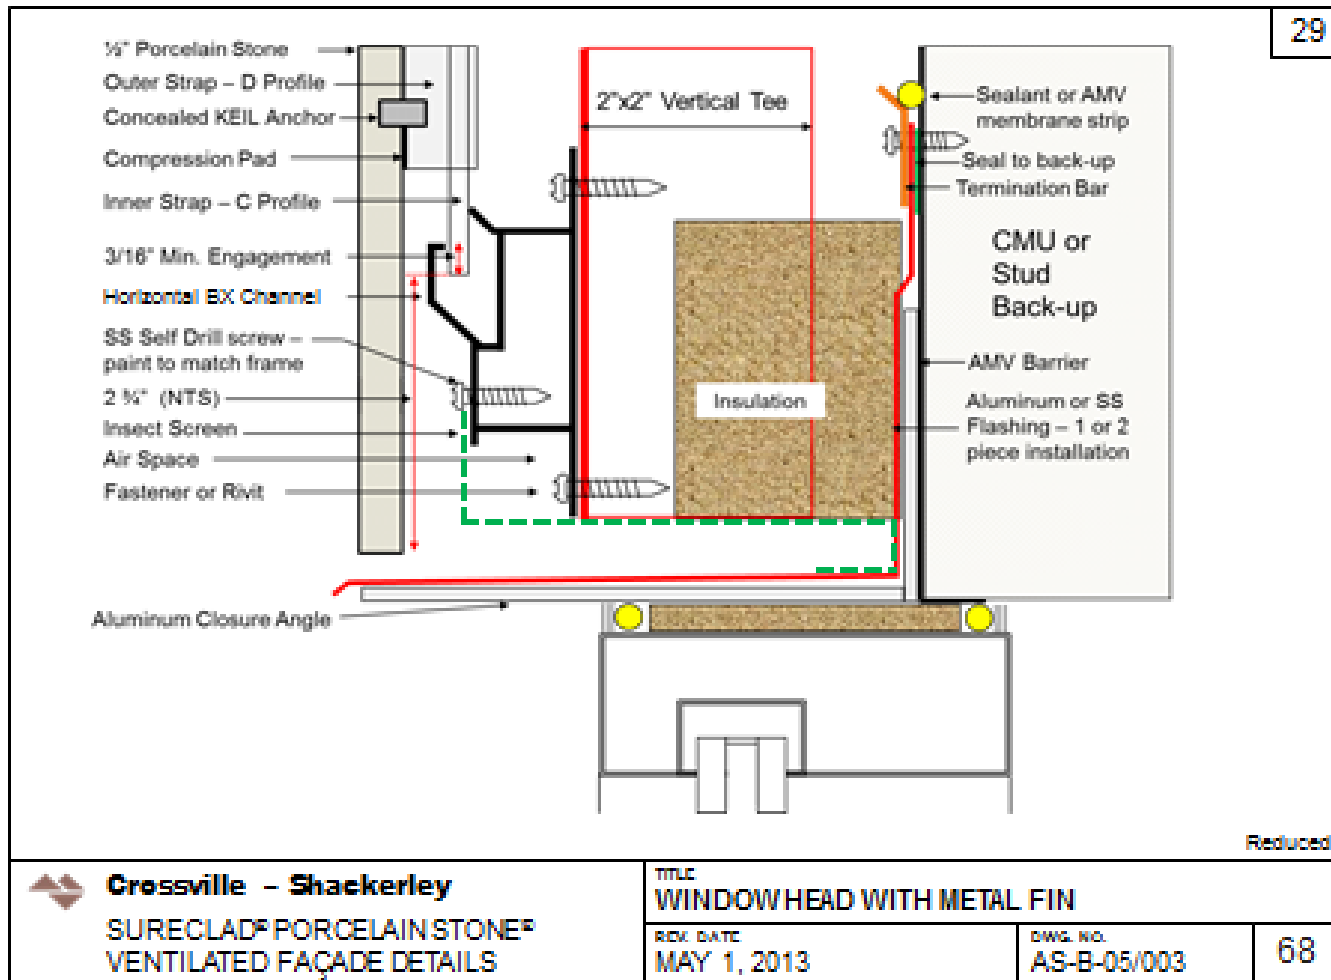 29
½" Porcelain Stone
Outer Strap – D Profile
Concealed KEIL Anchor
Compression Pad
Inner Strap – C Profile
3/16" Min. Engagement
Horizontal BX Channel
SS Self Drill screw –
paint to match frame
2 ¾" (NTS)
Insect Screen
Air Space
Fastener or Rivit
Aluminum Closure Angle
2"x2" Vertical Tee
Insulation
Sealant or AMV
membrane strip
Seal to back-up
Termination Bar
CMU or
Stud
Back-up
AMV Barrier
Aluminum or SS
Flashing – 1 or 2
piece installation
Reduced
Crossville – Shackerley
SURECLAD® PORCELAIN STONE®
VENTILATED FAÇADE DETAILS
TITLE
WINDOW HEAD WITH METAL FIN
REV. DATE
MAY 1, 2013
DWG. NO.
AS-B-05/003
68